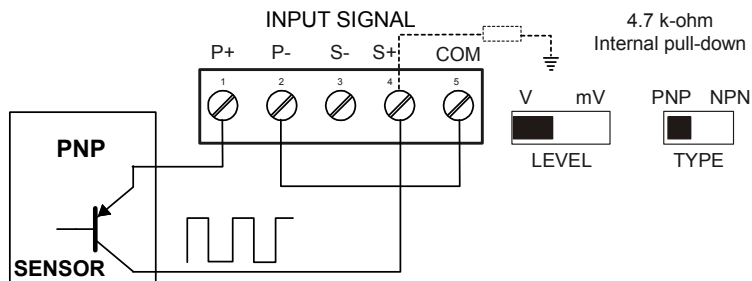 INPUT SIGNAL
4.7 k-ohm
Internal pull-down
P+ P- S- S+ COM
1 2 3 4 5
V mV
PNP NPN
LEVEL
TYPE
PNP
SENSOR